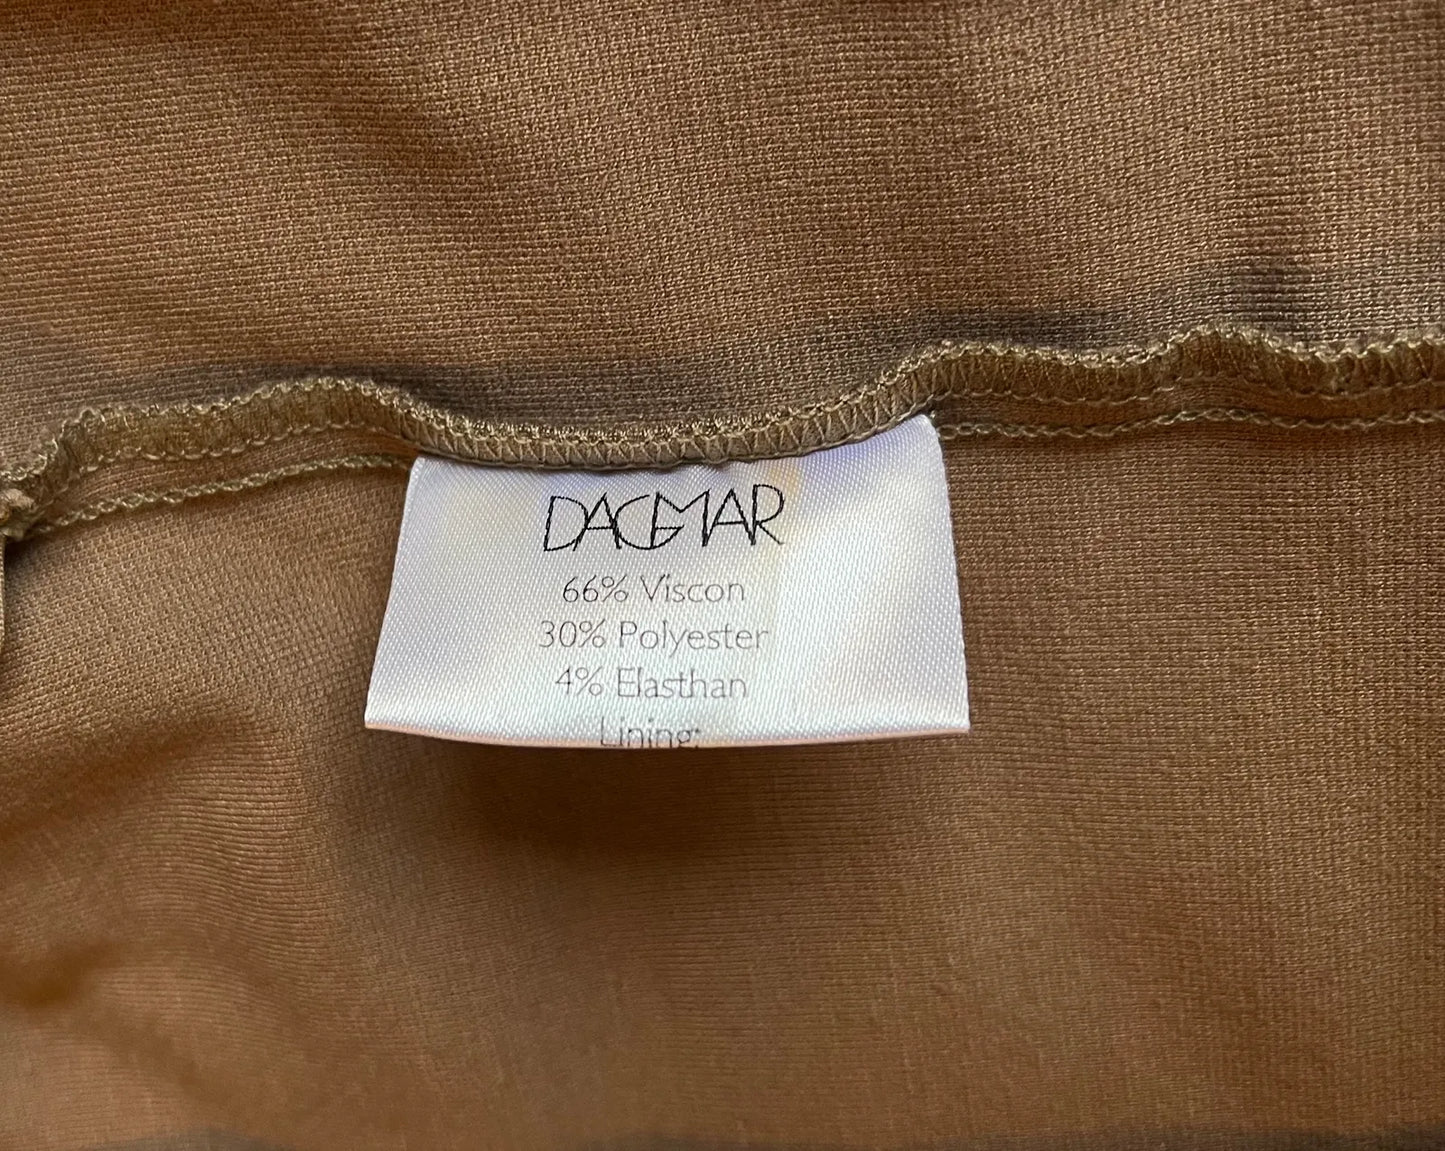 DAGMAR
66% Viscon
30% Polyester
4% Elasthan
Lining: